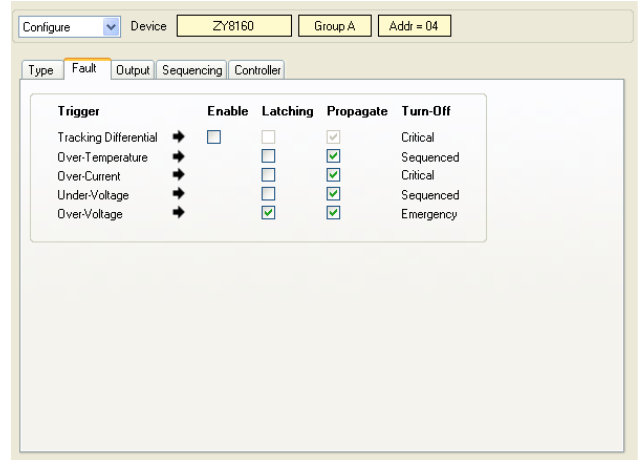 Configure Device ZY8160 Group A Addr = 04
Type Fault Output Sequencing Controller
Trigger Enable Latching Propagate Turn-Off
Tracking Differential Critical
Over-Temperature Sequenced
Over-Current Critical
Under-Voltage Sequenced
Over-Voltage Emergency